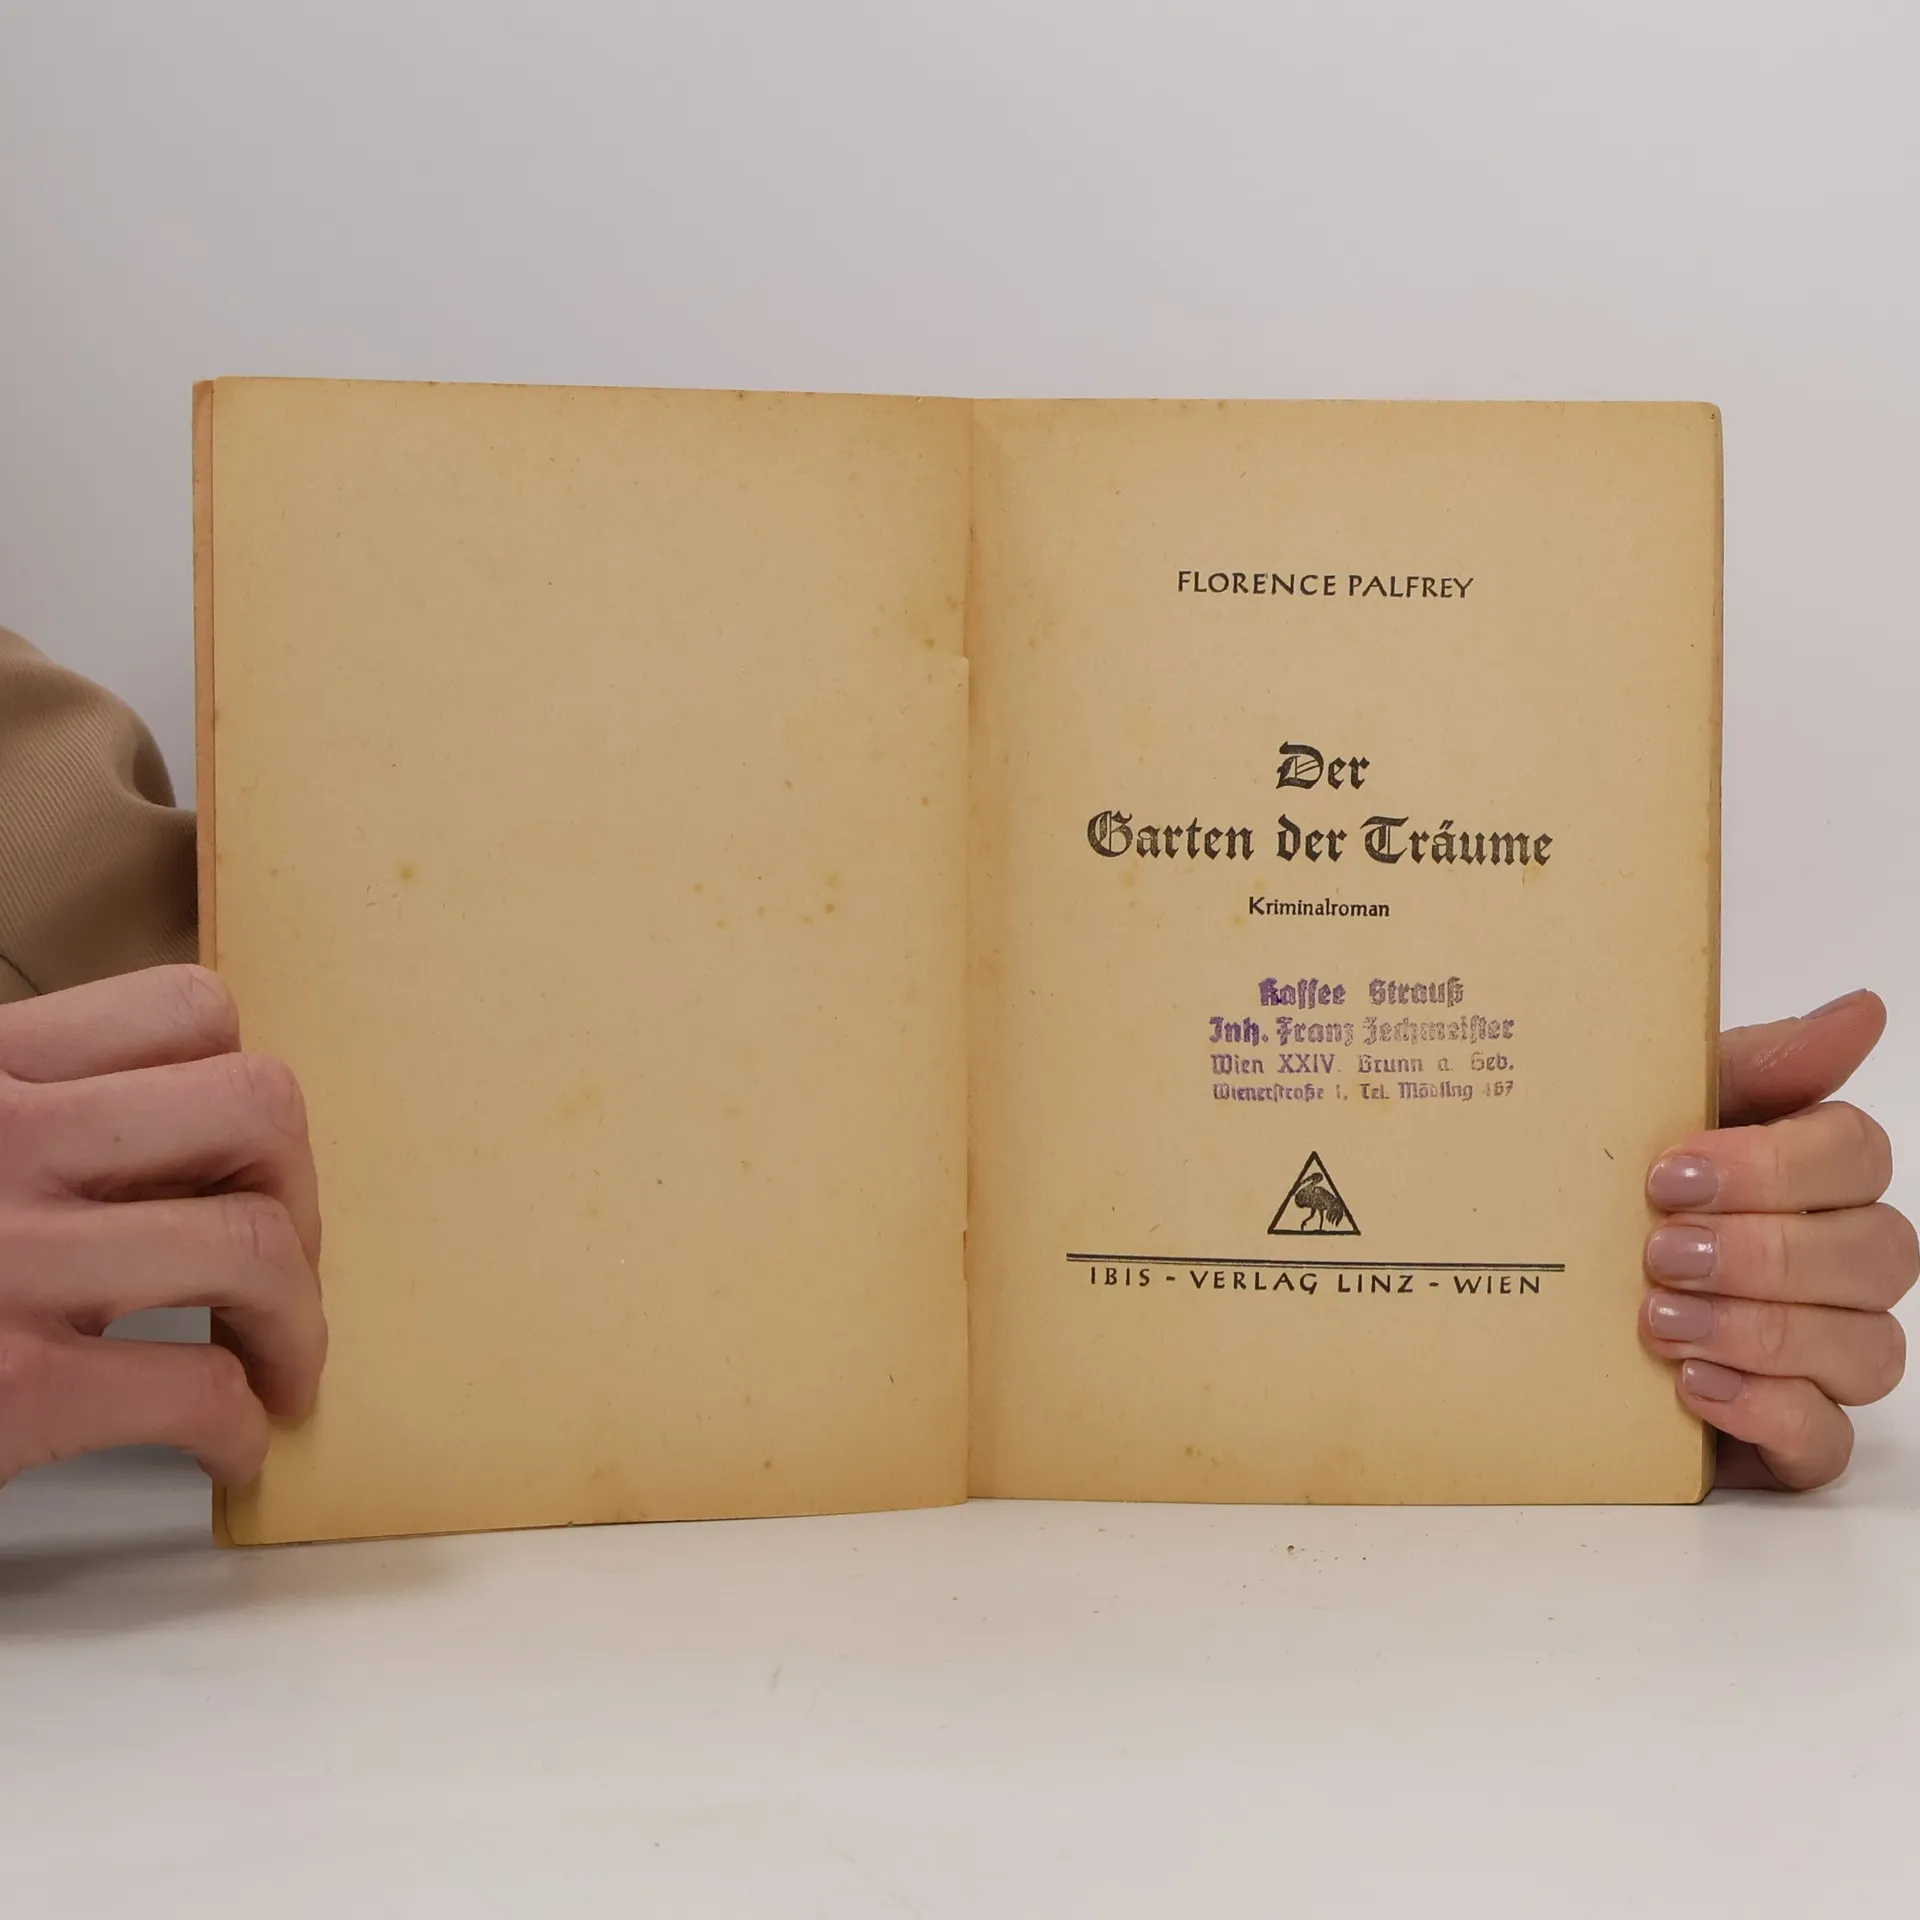 FLORENCE PALFREY
Der
Garten der Träume
Kriminalroman
Kaffee Strauß
Inh. Franz Zechmeister
Wien XXIV. Brunn a. Geb.
Wienerstraße 1. Tel. Mödling 467
IBIS - VERLAG LINZ - WIEN